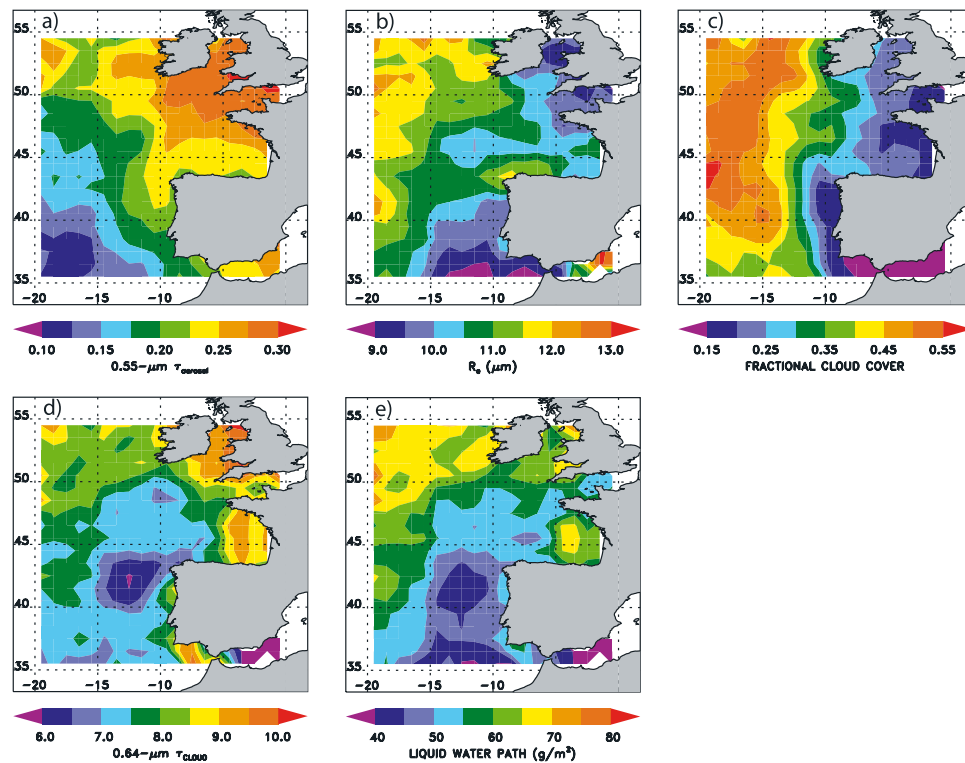 a)
55
50
45
40
35
−20
−15
−10
0.10 0.15 0.20 0.25 0.30
0.55−μm τaerosol
b)
55
50
45
40
35
−20
−15
−10
9.0 10.0 11.0 12.0 13.0
Re (μm)
c)
55
50
45
40
35
−20
−15
−10
0.15 0.25 0.35 0.45 0.55
FRACTIONAL CLOUD COVER
d)
55
50
45
40
35
−20
−15
−10
6.0 7.0 8.0 9.0 10.0
0.64−μm τCLOUD
e)
55
50
45
40
35
−20
−15
−10
40 50 60 70 80
LIQUID WATER PATH (g/m²)